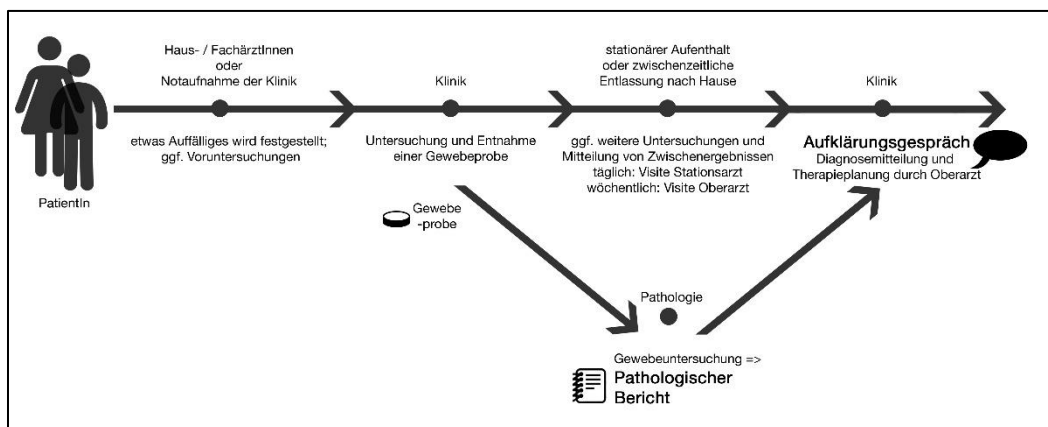 PatientIn
Haus- / FachärztInnen
oder
Notaufnahme der Klinik
etwas Auffälliges wird festgestellt;
ggf. Voruntersuchungen
Klinik
Untersuchung und Entnahme
einer Gewebeprobe
stationärer Aufenthalt
oder zwischenzeitliche
Entlassung nach Hause
ggf. weitere Untersuchungen und
Mitteilung von Zwischenergebnissen
täglich: Visite Stationsarzt
wöchentlich: Visite Oberarzt
Klinik
Aufklärungsgespräch
Diagnosemitteilung und
Therapieplanung durch Oberarzt
Gewebe
-probe
Pathologie
Gewebeuntersuchung =>
Pathologischer
Bericht